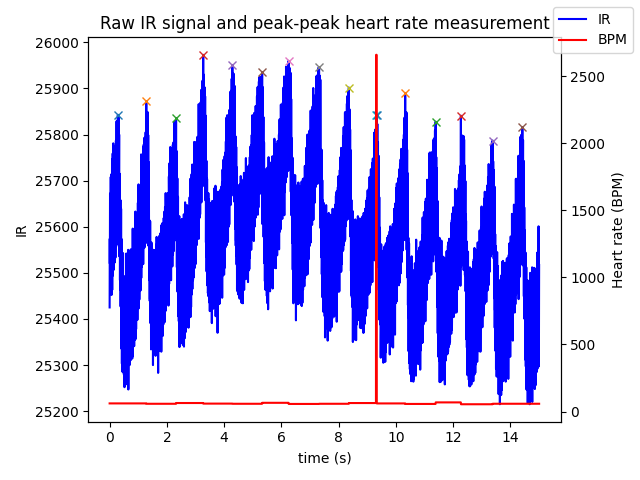 Raw IR signal and peak-peak heart rate measurement
IR
BPM
26000
25900
25800
25700
25600
25500
25400
25300
25200
IR
2500
2000
1500
1000
500
0
Heart rate (BPM)
0 2 4 6 8 10 12 14
time (s)